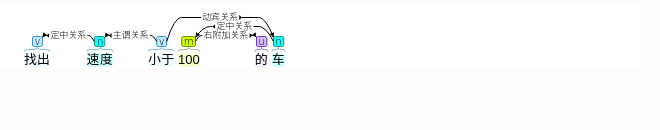 动宾关系
定中关系
定中关系 主谓关系 右附加关系
v n v m u n
找出 速度 小于 100 的 车